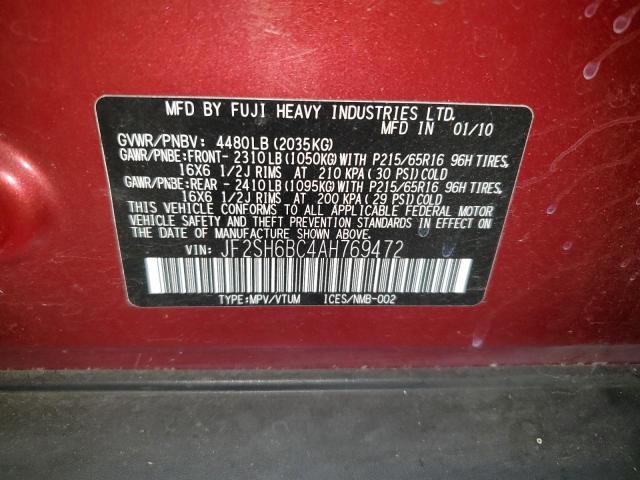 MFD BY FUJI HEAVY INDUSTRIES LTD.
MFD IN 01/10
GVWR/PNBV: 4480LB (2035KG)
GAWR/PNBE:FRONT- 2310LB(1050KG)WITH P215/65R16 96H TIRES,
16X6 1/2J RIMS AT 210 KPA ( 30 PSI)COLD
GAWR/PNBE:REAR - 2410LB(1095KG)WITH P215/65R16 96H TIRES,
16X6 1/2J RIMS AT 200 KPA (29 PSI)COLD
THIS VEHICLE CONFORMS TO ALL APPLICABLE FEDERAL MOTOR
VEHICLE SAFETY AND THEFT PREVENTION STANDARDS IN EFFECT ON
THE DATE OF MANUFACTURE SHOWN ABOVE.
VIN: JF2SH6BC4AH769472
TYPE:MPV/VTUM ICES/NMB-002